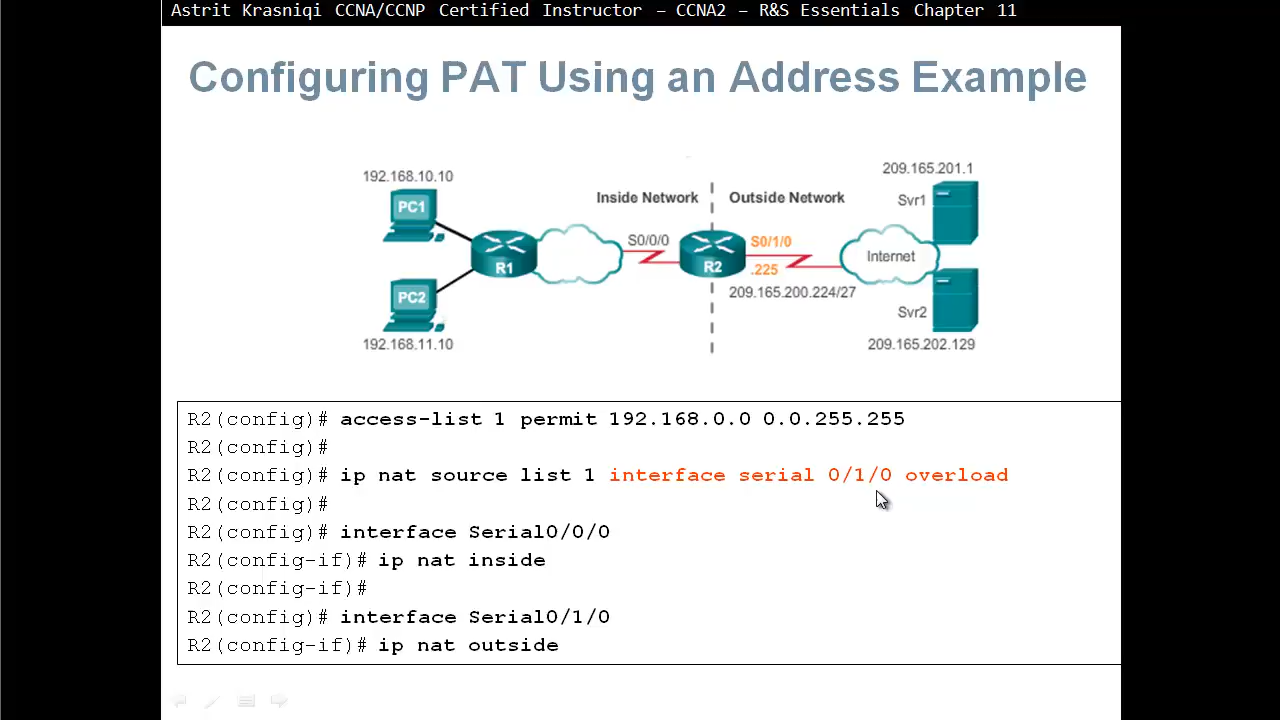 Astrit Krasniqi CCNA/CCNP Certified Instructor – CCNA2 – R&S Essentials Chapter 11
Configuring PAT Using an Address Example
192.168.10.10
209.165.201.1
PC1
Inside Network
Outside Network
Svr1
S0/0/0
S0/1/0
R1
R2
.225
Internet
PC2
209.165.200.224/27
Svr2
192.168.11.10
209.165.202.129
R2(config)# access-list 1 permit 192.168.0.0 0.0.255.255
R2(config)#
R2(config)# ip nat source list 1 interface serial 0/1/0 overload
R2(config)#
R2(config)# interface Serial0/0/0
R2(config-if)# ip nat inside
R2(config-if)#
R2(config)# interface Serial0/1/0
R2(config-if)# ip nat outside